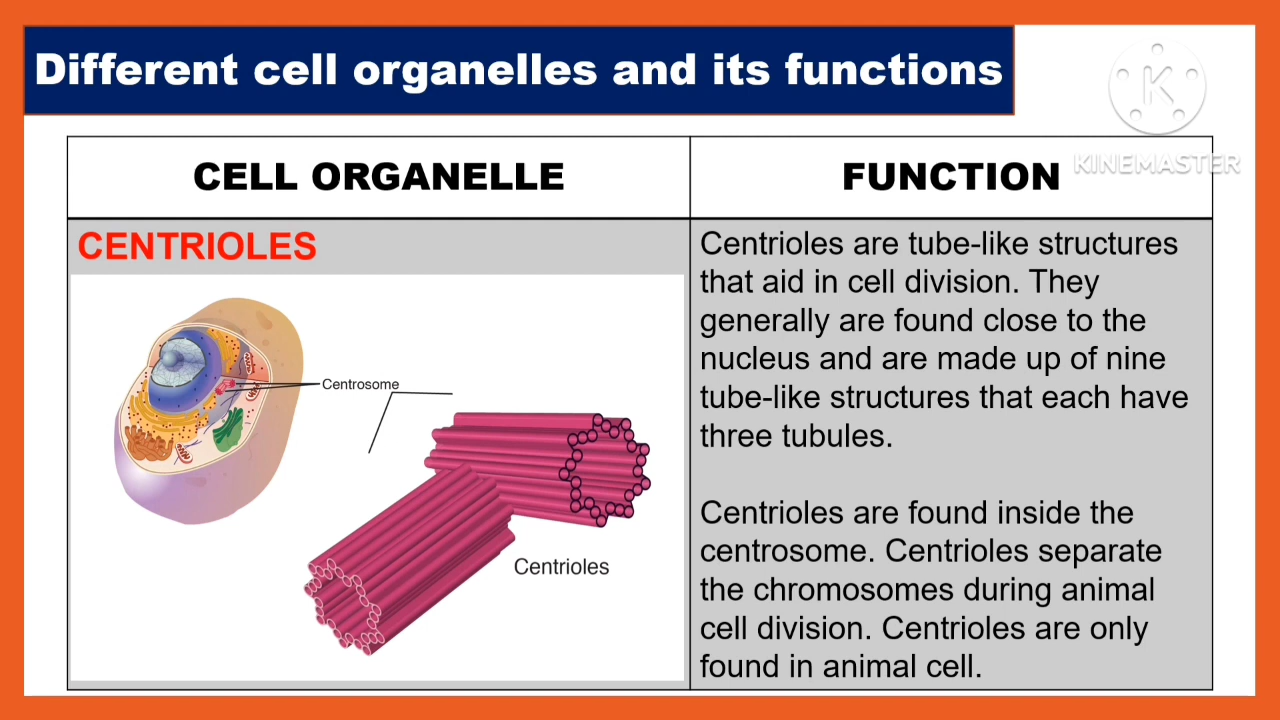 Different cell organelles and its functions
K
KINEMASTER
CELL ORGANELLE
FUNCTION
CENTRIOLES
Centrosome
Centrioles
Centrioles are tube-like structures
that aid in cell division. They
generally are found close to the
nucleus and are made up of nine
tube-like structures that each have
three tubules.
Centrioles are found inside the
centrosome. Centrioles separate
the chromosomes during animal
cell division. Centrioles are only
found in animal cell.